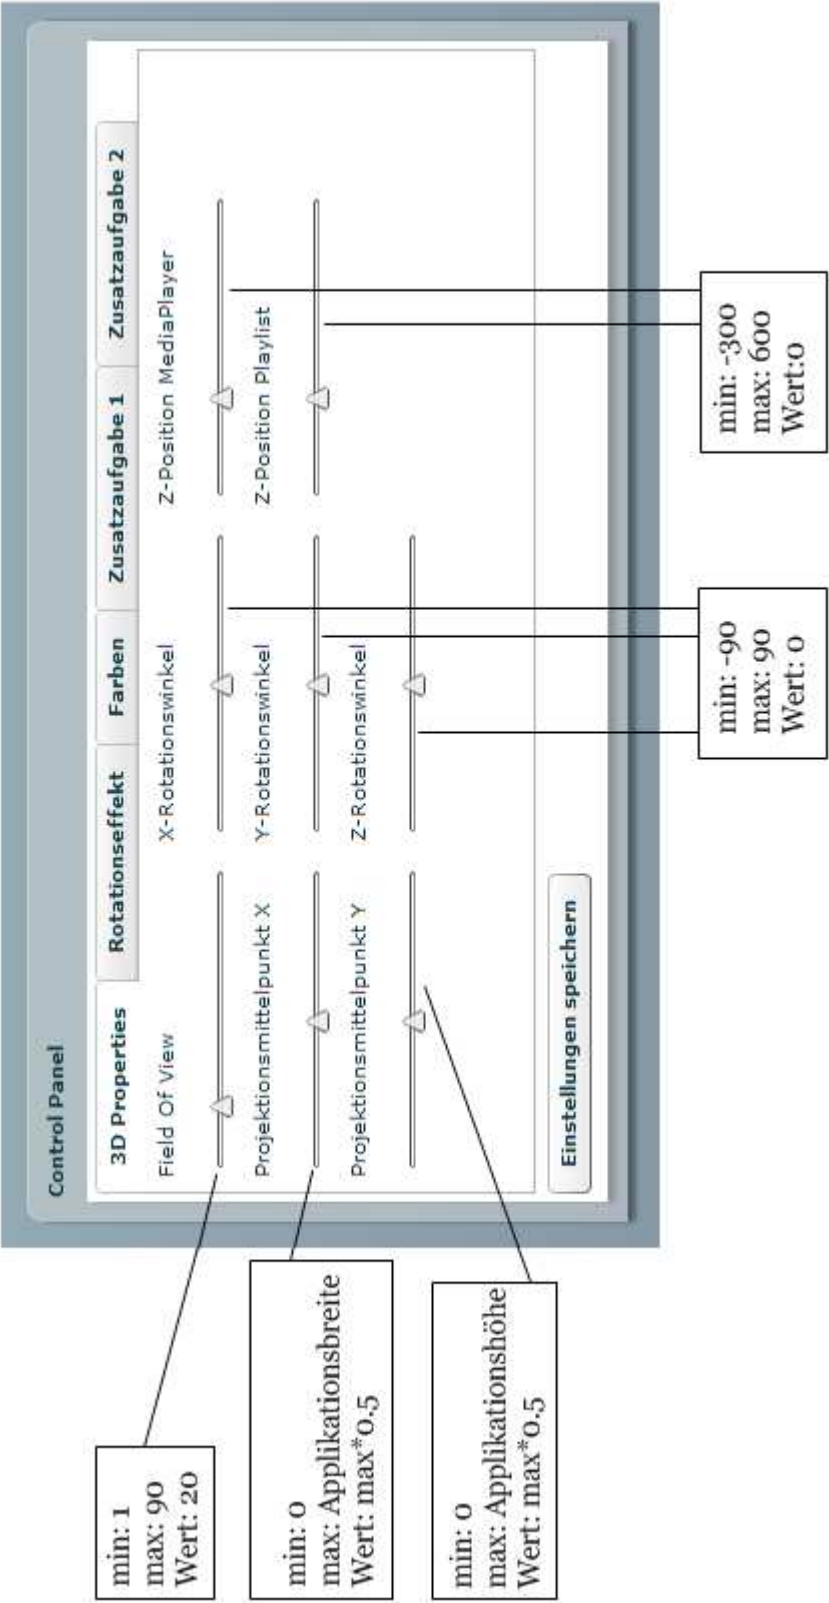 Control Panel
3D Properties
Rotationseffekt
Farben
Zusatzaufgabe 1
Zusatzaufgabe 2
Field Of View
Projektionsmittelpunkt X
Projektionsmittelpunkt Y
X-Rotationswinkel
Y-Rotationswinkel
Z-Rotationswinkel
Z-Position MediaPlayer
Z-Position Playlist
Einstellungen speichern
min: 1
max: 90
Wert: 20
min: 0
max: Applikationsbreite
Wert: max*0.5
min: 0
max: Applikationshöhe
Wert: max*0.5
min: -90
max: 90
Wert: 0
min: -300
max: 600
Wert:0